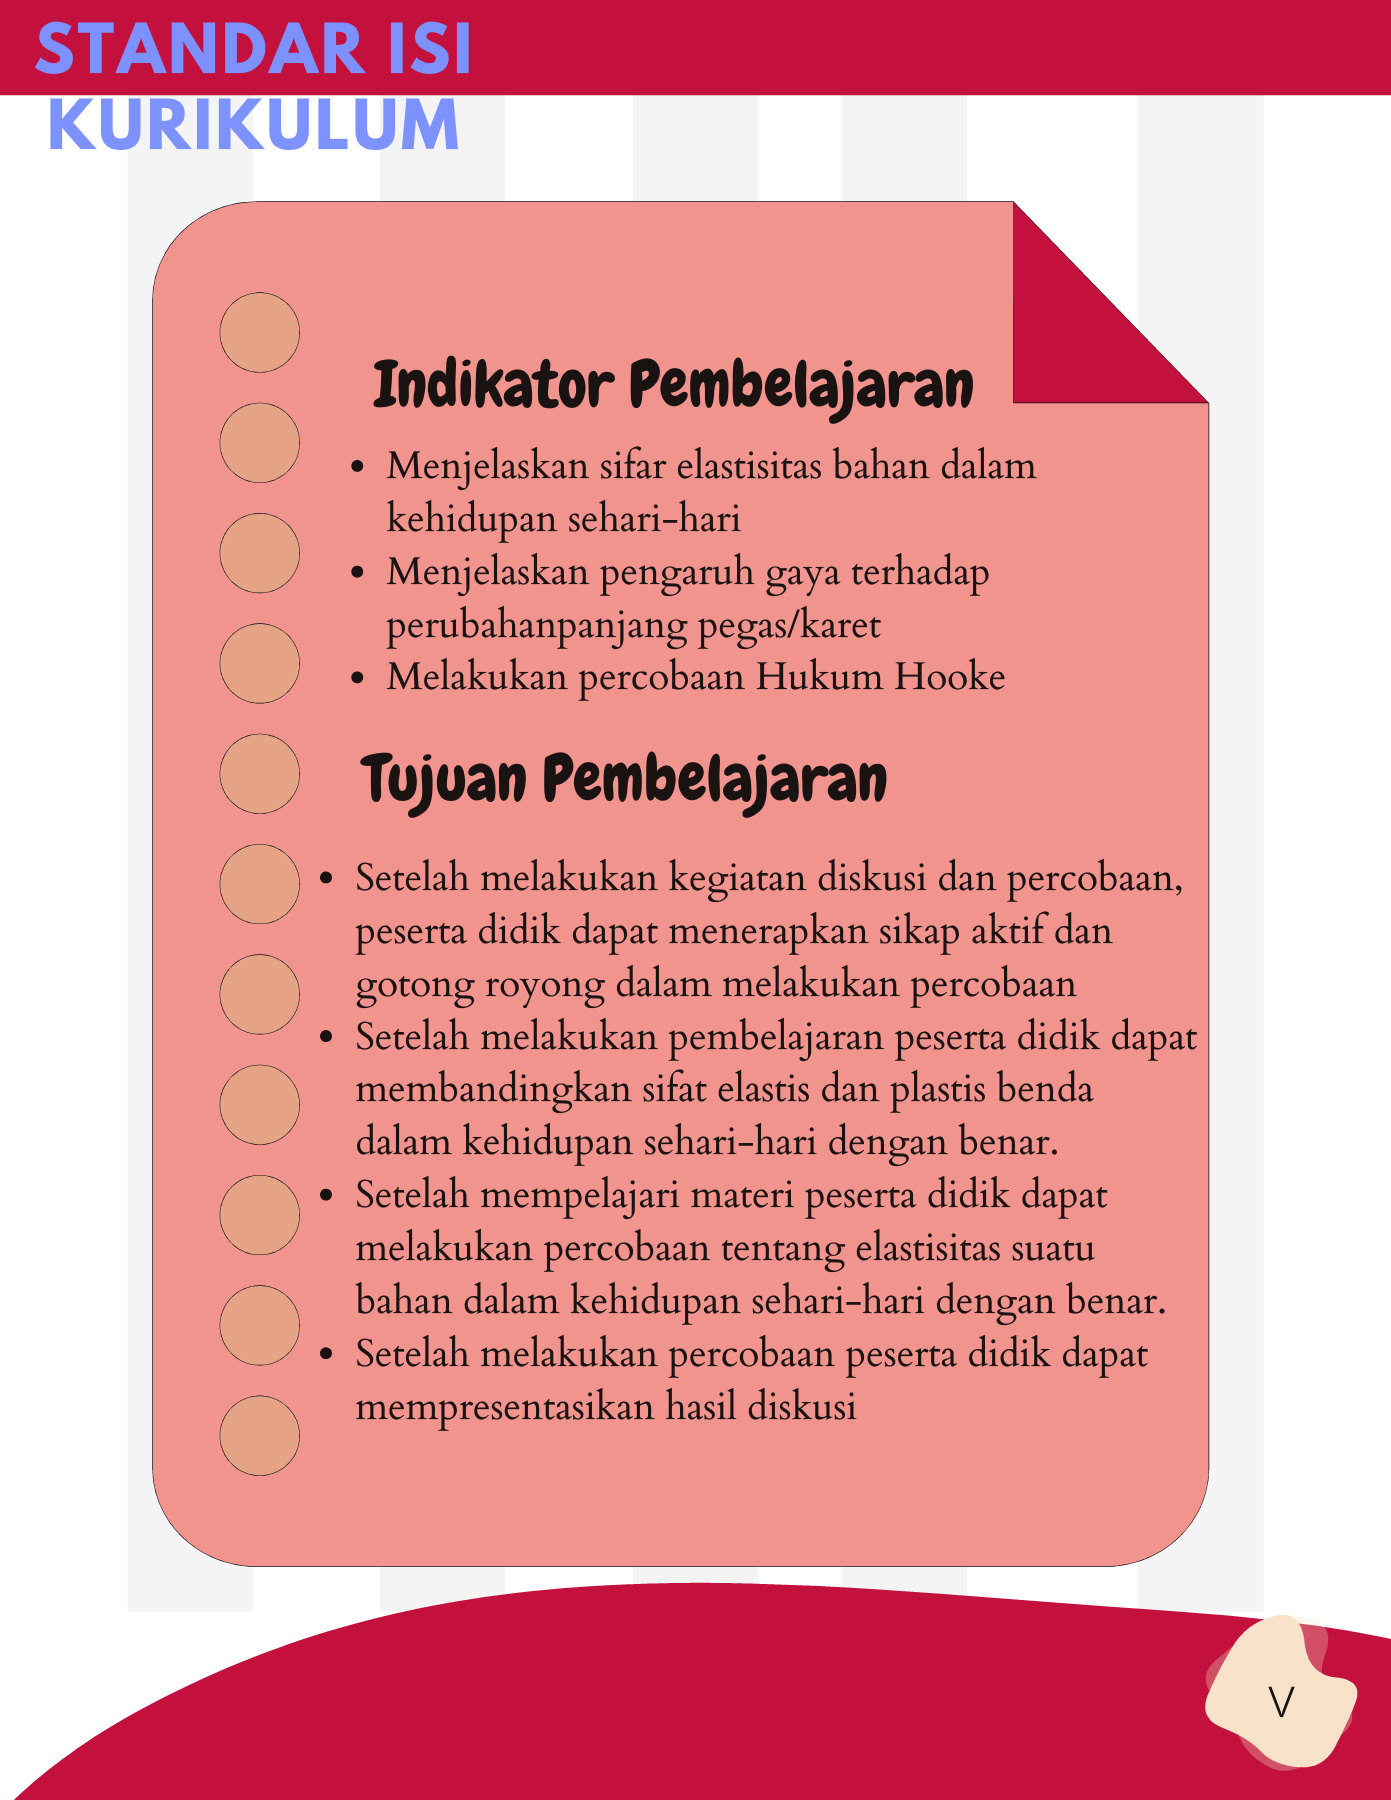 STANDAR ISI
KURIKULUM
Indikator Pembelajaran
• Menjelaskan sifar elastisitas bahan dalam
kehidupan sehari-hari
• Menjelaskan pengaruh gaya terhadap
perubahanpanjang pegas/karet
• Melakukan percobaan Hukum Hooke
Tujuan Pembelajaran
• Setelah melakukan kegiatan diskusi dan percobaan,
peserta didik dapat menerapkan sikap aktif dan
gotong royong dalam melakukan percobaan
• Setelah melakukan pembelajaran peserta didik dapat
membandingkan sifat elastis dan plastis benda
dalam kehidupan sehari-hari dengan benar.
• Setelah mempelajari materi peserta didik dapat
melakukan percobaan tentang elastisitas suatu
bahan dalam kehidupan sehari-hari dengan benar.
• Setelah melakukan percobaan peserta didik dapat
mempresentasikan hasil diskusi
V